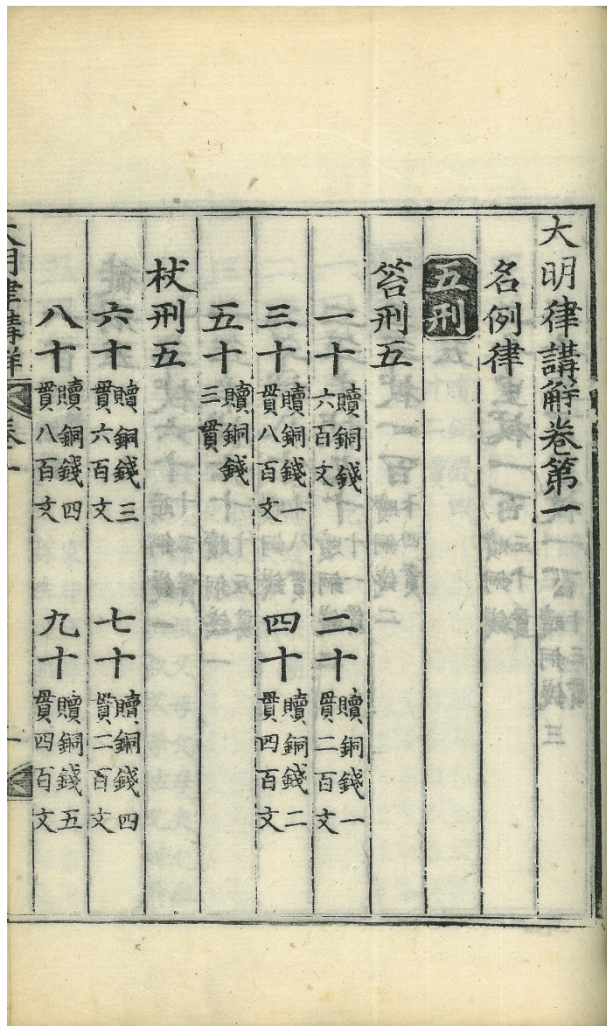 大明律講解卷第一
名例律
五刑
笞刑五
一十贖銅錢六百文 二十贖銅錢一貫二百文
三十贖銅錢一貫八百文 四十贖銅錢二貫四百文
五十贖銅錢三貫
杖刑五
六十贖銅錢三貫六百文 七十贖銅錢四貫二百文
八十贖銅錢四貫八百文 九十贖銅錢五貫四百文
大明律講解 卷一 一